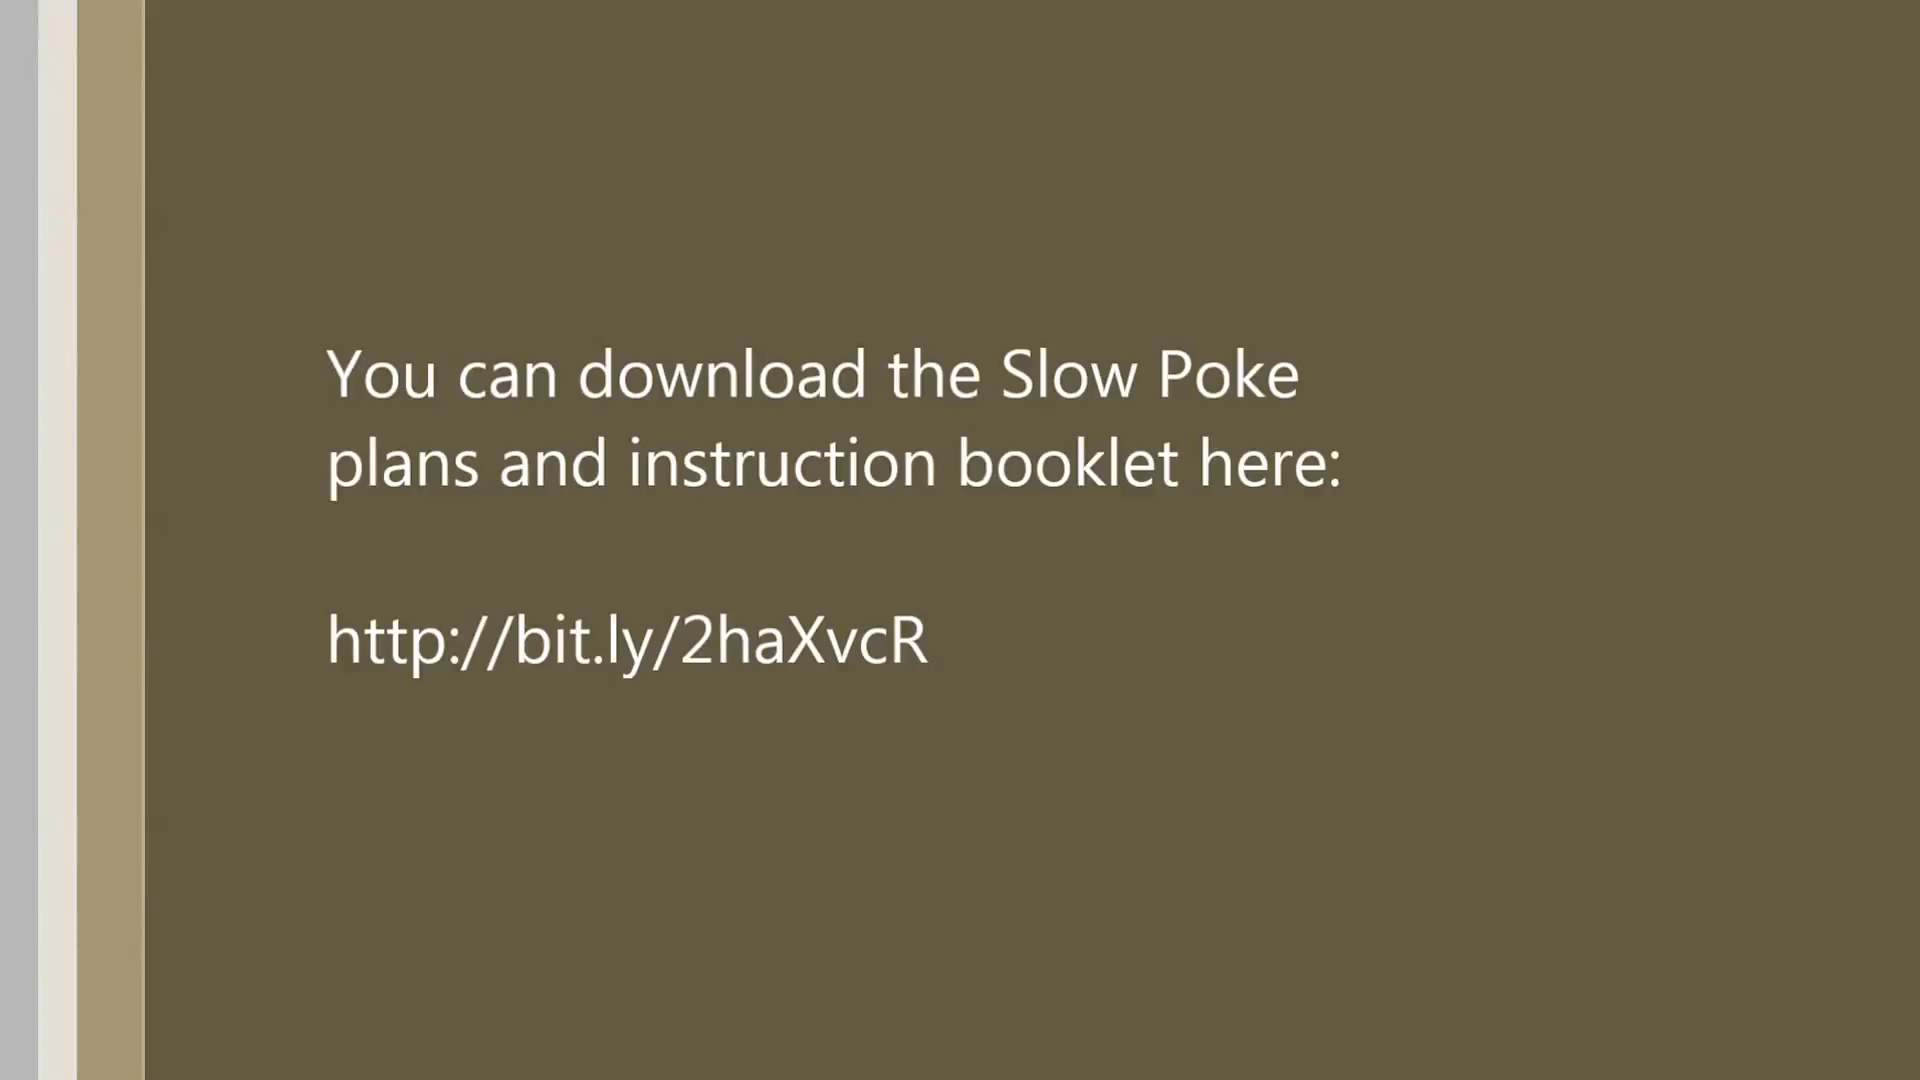 You can download the Slow Poke
plans and instruction booklet here:
http://bit.ly/2haXvcR